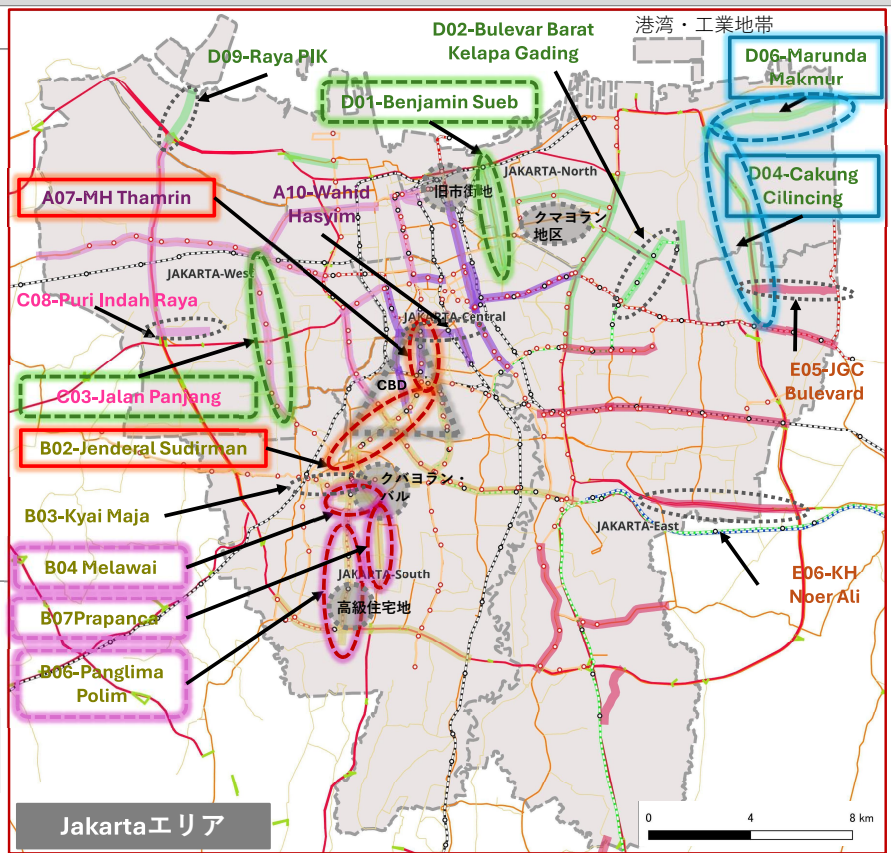 港湾・工業地帯
D02-Bulevar Barat
Kelapa Gading
D09-Raya PIK
D06-Marunda
Makmur
D01-Benjamin Sueb
JAKARTA-North
A07-MH Thamrin
A10-Wahid
Hasyim
旧市街地
D04-Cakung
Cilincing
クマヨラン
地区
JAKARTA-West
C08-Puri Indah Raya
JAKARTA-Central
E05-JGC
Bulevard
CBD
C03-Jalan Panjang
B02-Jenderal Sudirman
クバヨラン・
バル
B03-Kyai Maja
JAKARTA-East
B04 Melawai
JAKARTA-South
E06-KH
Noer Ali
高級住宅地
B07Prapanca
B06-Panglima
Polim
Jakartaエリア
0 4 8 km